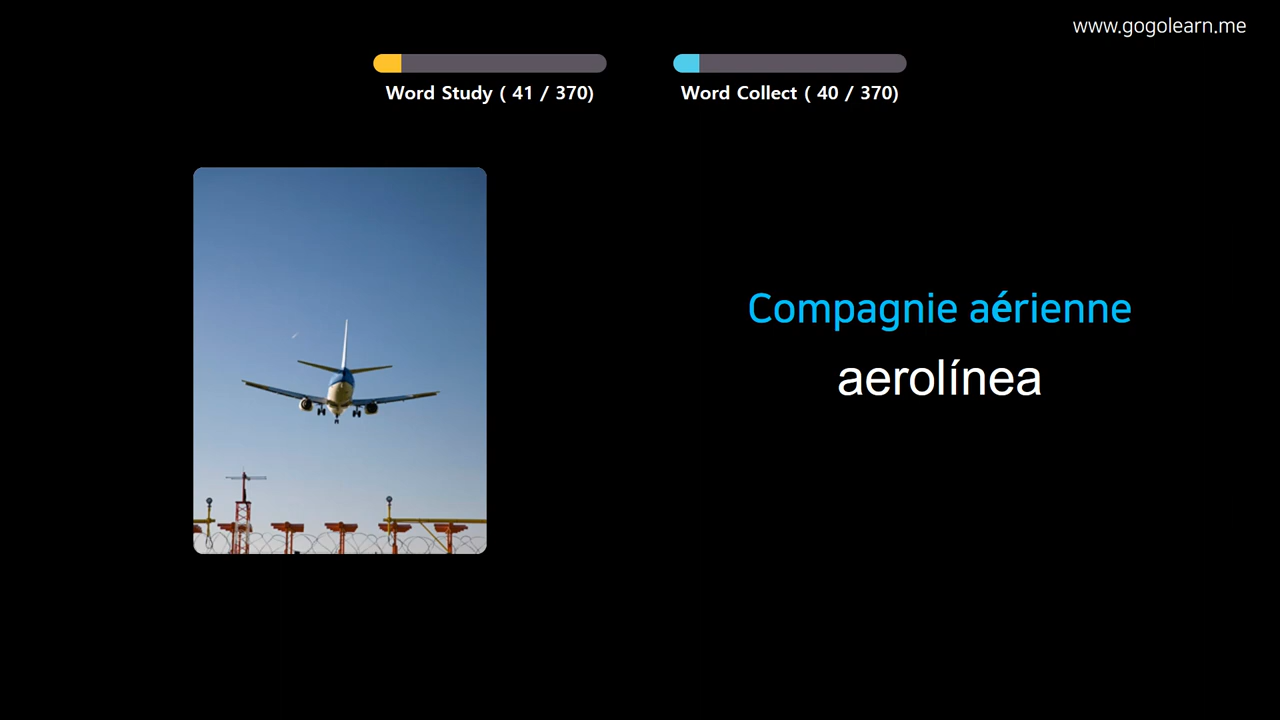 www.gogolearn.me
Word Study ( 41 / 370)
Word Collect ( 40 / 370)
Compagnie aérienne
aerolínea